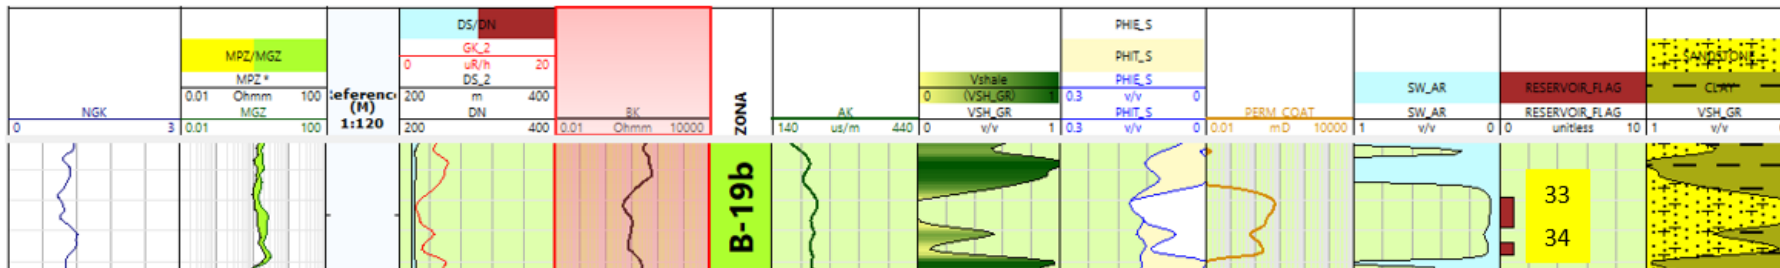 NGK
0 3
MPZ/MGZ
MPZ *
0.01 Ohmm 100
MGZ
0.01 100
(M)
1:120
DS/DN
GK_2
0 uR/h 20
DS_2
200 m 400
DN
200 400
BK
0.01 Ohmm 10000
ZONA
AK
140 us/m 440
Vshale
0 (VSH_GR) 1
VSH_GR
0 v/v 1
PHIE_S
PHIT_S
PHIE_S
0.3 v/v 0
PHIT_S
0.3 v/v 0
PERM_COAT
0.01 mD 10000
SW_AR
SW_AR
1 v/v 0
RESERVOIR_FLAG
RESERVOIR_FLAG
0 unitless 10
SANDSTONE
CLAY
VSH_GR
1 v/v
B-19b
33
34